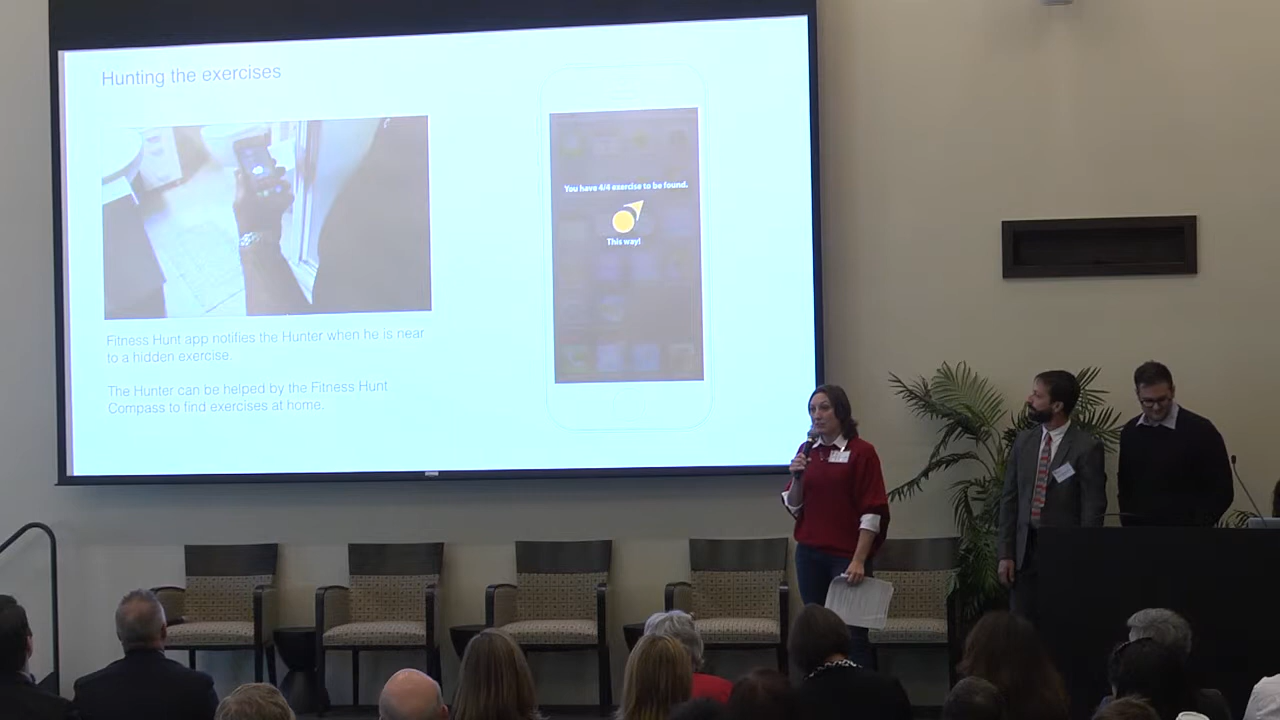 Hunting the exercises
You have 4/4 exercise to be found.
This way!
Fitness Hunt app notifies the Hunter when he is near
to a hidden exercise.
The Hunter can be helped by the Fitness Hunt
Compass to find exercises at home.